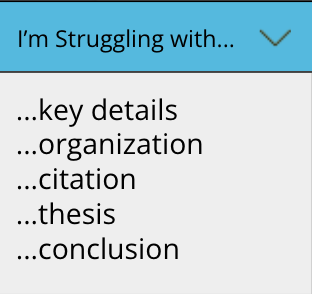 I'm Struggling with...
...key details
...organization
...citation
...thesis
...conclusion